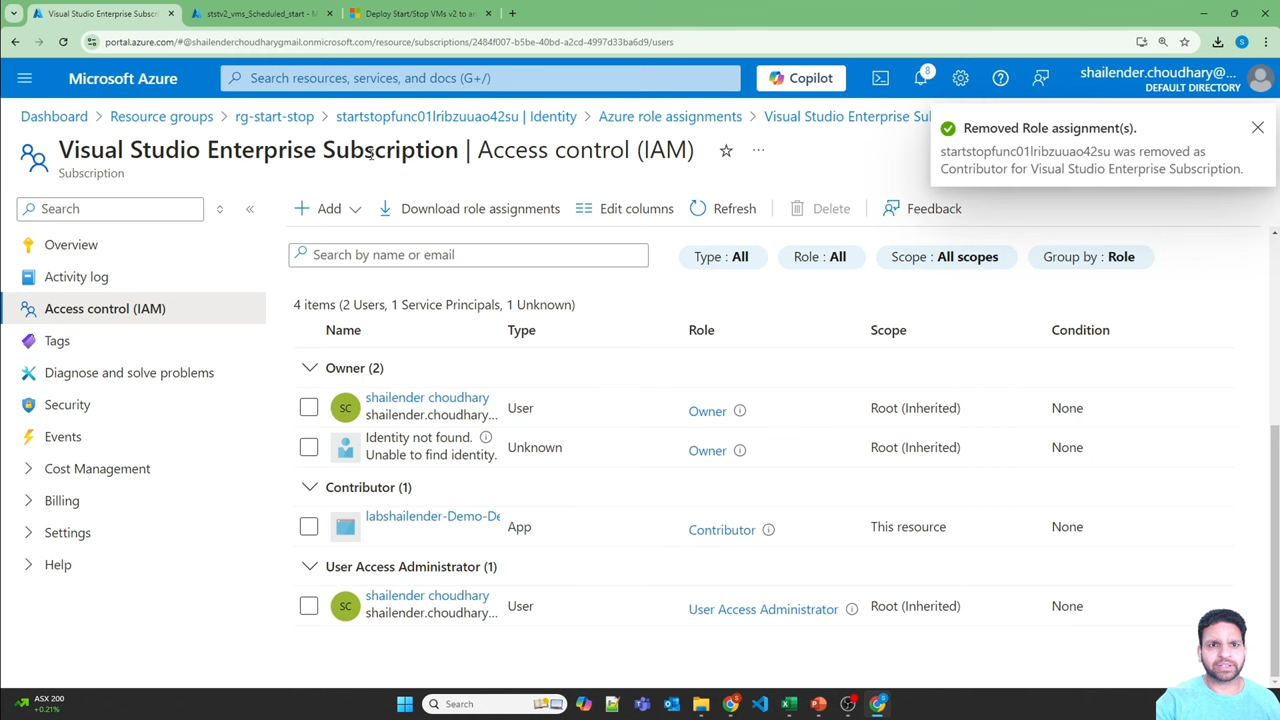 Visual Studio Enterprise Subscri
ststv2_vms_Scheduled_start - M
Deploy Start/Stop VMs v2 to a
portal.azure.com/#@shailenderchoudharygmail.onmicrosoft.com/resource/subscriptions/2484f007-b5be-40bd-a2cd-4997d33ba6d9/users
Microsoft Azure
Search resources, services, and docs (G+/)
Copilot
8
shailender.choudhary@...
DEFAULT DIRECTORY
Dashboard > Resource groups > rg-start-stop > startstopfunc01lribzuuao42su | Identity > Azure role assignments > Visual Studio Enterprise Su
Visual Studio Enterprise Subscription | Access control (IAM)
Subscription
Removed Role assignment(s).
startstopfunc01lribzuuao42su was removed as
Contributor for Visual Studio Enterprise Subscription.
Search
Add
Download role assignments
Edit columns
Refresh
Delete
Feedback
Overview
Activity log
Access control (IAM)
Tags
Diagnose and solve problems
Security
Events
Cost Management
Billing
Settings
Help
Search by name or email
Type : All
Role : All
Scope : All scopes
Group by : Role
4 items (2 Users, 1 Service Principals, 1 Unknown)
Name Type Role Scope Condition
Owner (2)
shailender choudhary
shailender.choudhary...
User Owner Root (Inherited) None
Identity not found.
Unable to find identity.
Unknown Owner Root (Inherited) None
Contributor (1)
labshailender-Demo-De
App Contributor This resource None
User Access Administrator (1)
shailender choudhary
shailender.choudhary...
User User Access Administrator Root (Inherited) None
ASX 200
+0.21%
Search